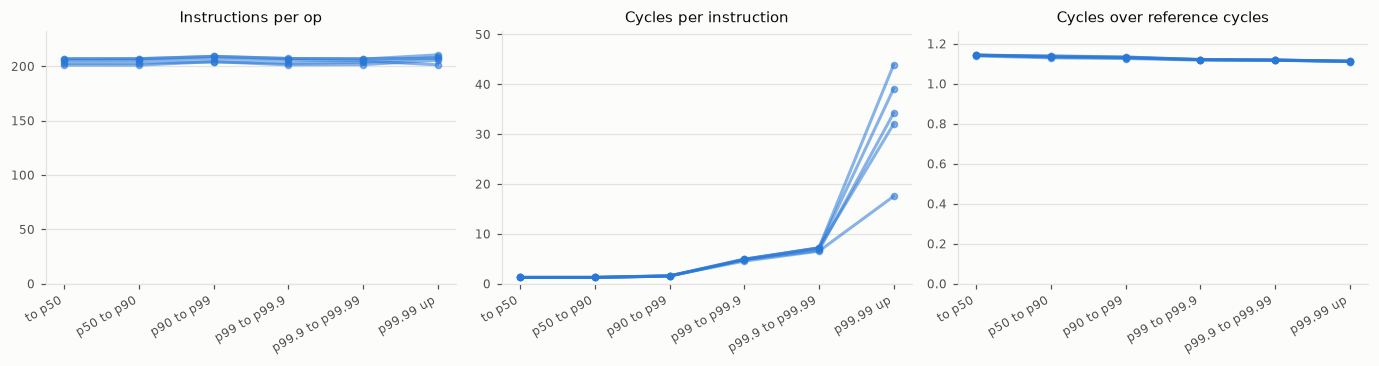 Instructions per op
200
150
100
50
0
to p50
p50 to p90
p90 to p99
p99 to p99.9
p99.9 to p99.99
p99.99 up
Cycles per instruction
50
40
30
20
10
0
to p50
p50 to p90
p90 to p99
p99 to p99.9
p99.9 to p99.99
p99.99 up
Cycles over reference cycles
1.2
1.0
0.8
0.6
0.4
0.2
0.0
to p50
p50 to p90
p90 to p99
p99 to p99.9
p99.9 to p99.99
p99.99 up